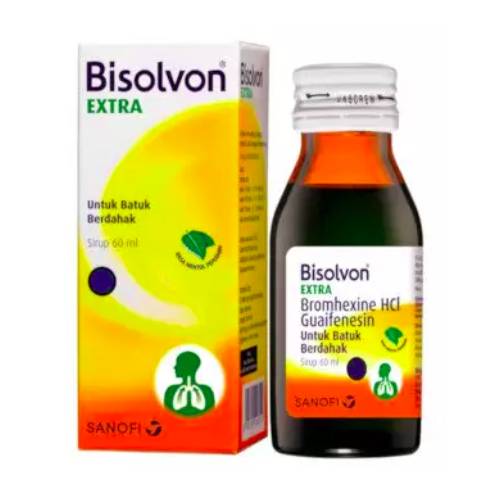 Bisolvon®
EXTRA
Untuk Batuk
Berdahak
Sirup 60 ml
SANOFI
Bisolvon®
EXTRA
Bisolvon®
EXTRA
Bromhexine HCl
Guaifenesin
Untuk Batuk
Berdahak
Sirup 60 ml
SANOFI